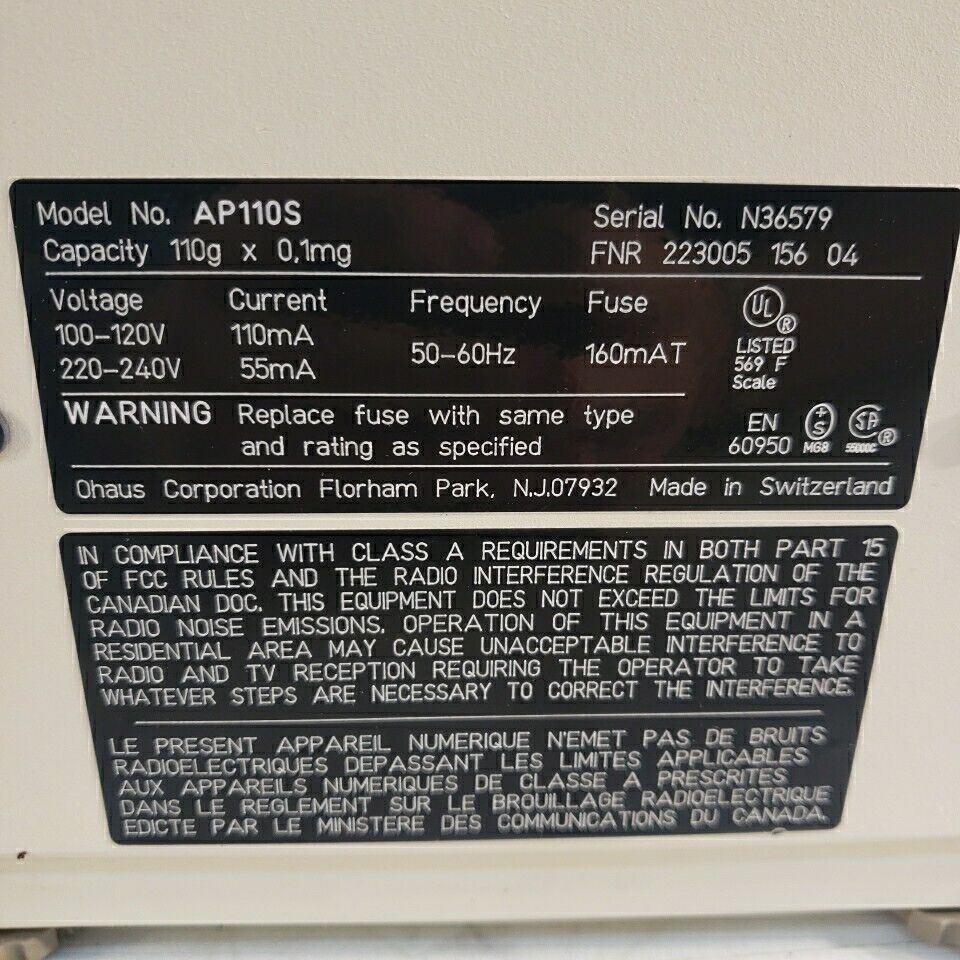 Model No. AP110S
Serial No. N36579
Capacity 110g x 0,1mg
FNR 223005 156 04
Voltage Current Frequency Fuse
100-120V 110mA
220-240V 55mA
50-60Hz 160mAT
UL ®
LISTED
569 F
Scale
WARNING Replace fuse with same type
and rating as specified
EN
60950
+S
MG8
SA ®
Ohaus Corporation Florham Park, N.J.07932 Made in Switzerland
IN COMPLIANCE WITH CLASS A REQUIREMENTS IN BOTH PART 15
OF FCC RULES AND THE RADIO INTERFERENCE REGULATION OF THE
CANADIAN DOC. THIS EQUIPMENT DOES NOT EXCEED THE LIMITS FOR
RADIO NOISE EMISSIONS. OPERATION OF THIS EQUIPMENT IN A
RESIDENTIAL AREA MAY CAUSE UNACCEPTABLE INTERFERENCE TO
RADIO AND TV RECEPTION REQUIRING THE OPERATOR TO TAKE
WHATEVER STEPS ARE NECESSARY TO CORRECT THE INTERFERENCE.
LE PRESENT APPAREIL NUMERIQUE N'EMET PAS DE BRUITS
RADIOELECTRIQUES DEPASSANT LES LIMITES APPLICABLES
AUX APPAREILS NUMERIQUES DE CLASSE A PRESCRITES
DANS LE REGLEMENT SUR LE BROUILLAGE RADIOELECTRIQUE
EDICTE PAR LE MINISTERE DES COMMUNICATIONS DU CANADA.